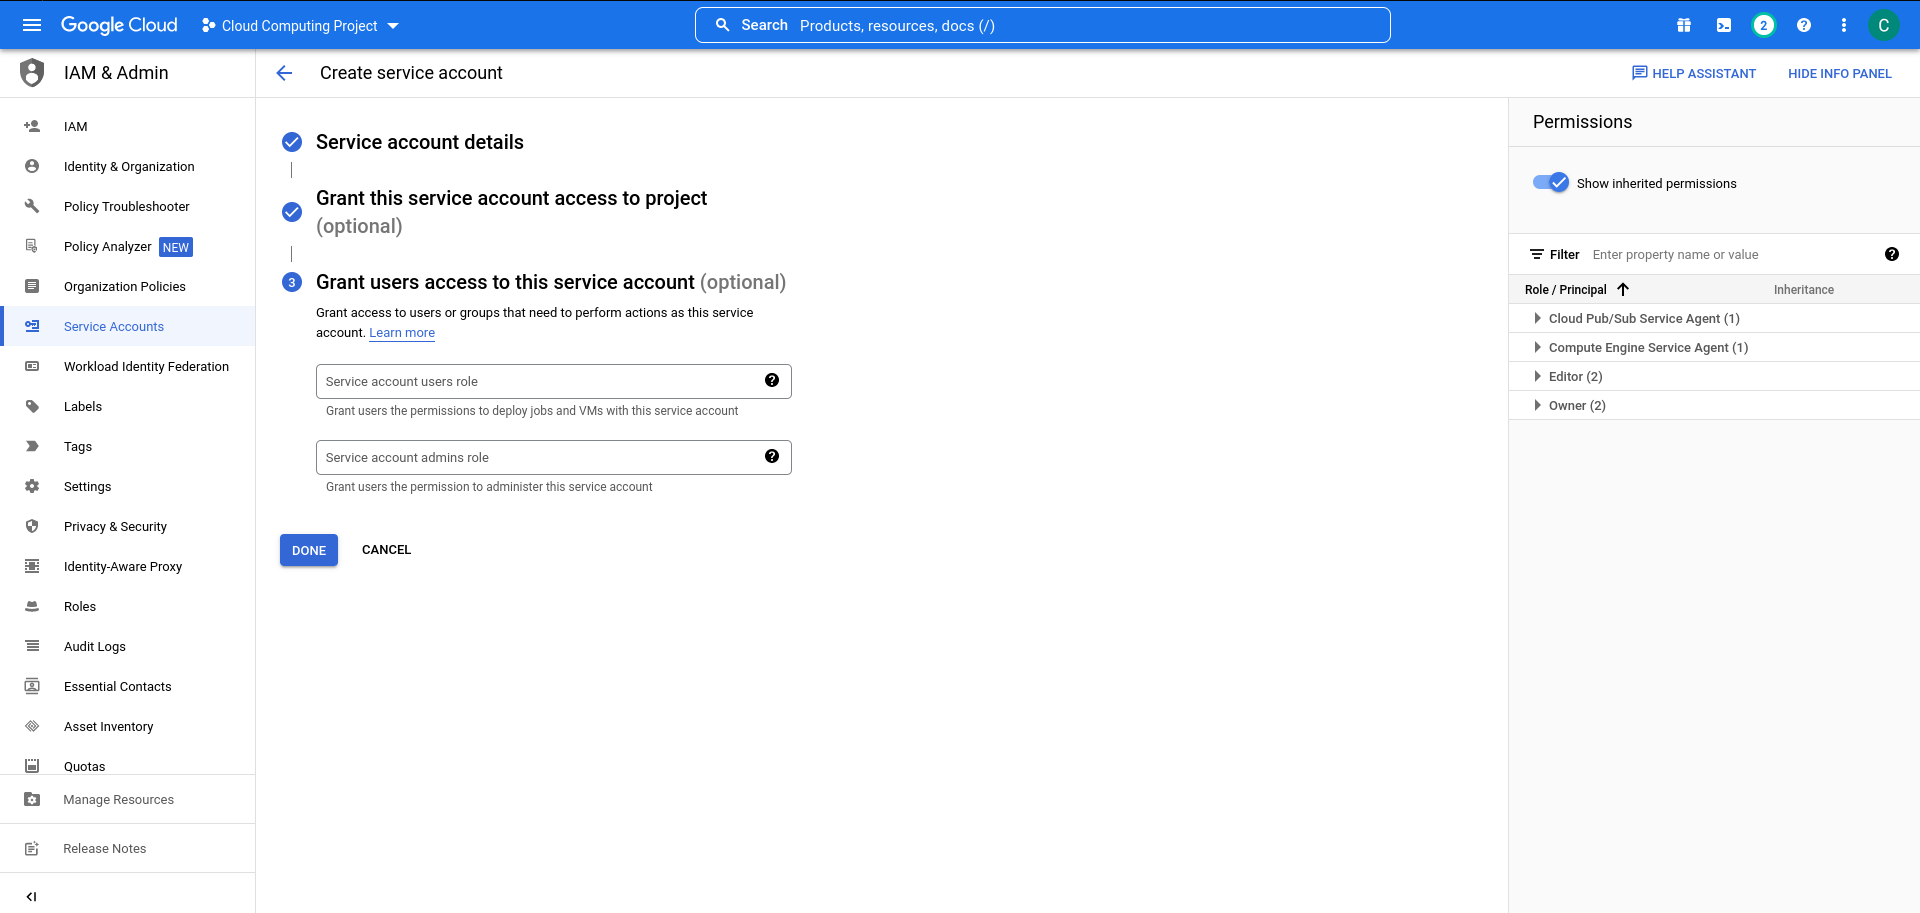 Google Cloud
Cloud Computing Project
Search Products, resources, docs (/)
2
C
IAM & Admin
Create service account
HELP ASSISTANT
HIDE INFO PANEL
IAM
Identity & Organization
Policy Troubleshooter
Policy Analyzer NEW
Organization Policies
Service Accounts
Workload Identity Federation
Labels
Tags
Settings
Privacy & Security
Identity-Aware Proxy
Roles
Audit Logs
Essential Contacts
Asset Inventory
Quotas
Manage Resources
Release Notes
Service account details
Grant this service account access to project
(optional)
3 Grant users access to this service account (optional)
Grant access to users or groups that need to perform actions as this service
account. Learn more
Service account users role
Grant users the permissions to deploy jobs and VMs with this service account
Service account admins role
Grant users the permission to administer this service account
DONE
CANCEL
Permissions
Show inherited permissions
Filter Enter property name or value
Role / Principal Inheritance
Cloud Pub/Sub Service Agent (1)
Compute Engine Service Agent (1)
Editor (2)
Owner (2)